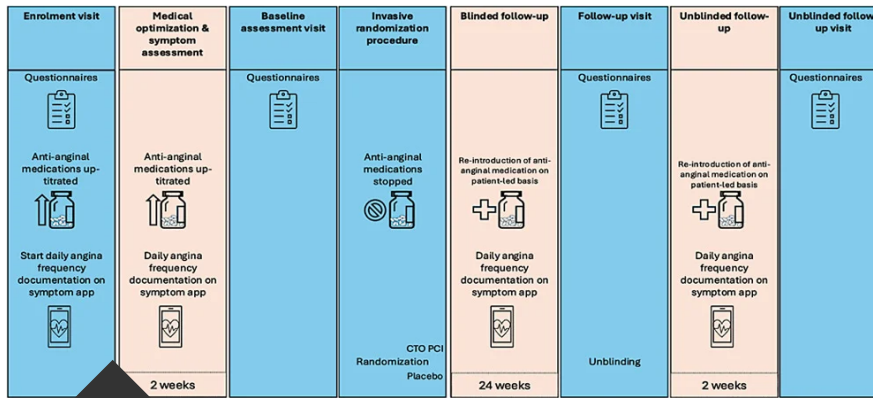 Enrolment visit
Questionnaires
Anti-anginal
medications up-
titrated
Start daily angina
frequency
documentation on
symptom app
Medical
optimization &
symptom
assessment
Anti-anginal
medications up-
titrated
Daily angina
frequency
documentation on
symptom app
2 weeks
Baseline
assessment visit
Questionnaires
Invasive
randomization
procedure
Anti-anginal
medications
stopped
CTO PCI
Randomization
Placebo
Blinded follow-up
Re-introduction of anti-
anginal medication on
patient-led basis
Daily angina
frequency
documentation on
symptom app
24 weeks
Follow-up visit
Questionnaires
Unblinding
Unblinded follow-
up
Re-introduction of anti-
anginal medication on
patient-led basis
Daily angina
frequency
documentation on
symptom app
2 weeks
Unblinded follow
up visit
Questionnaires